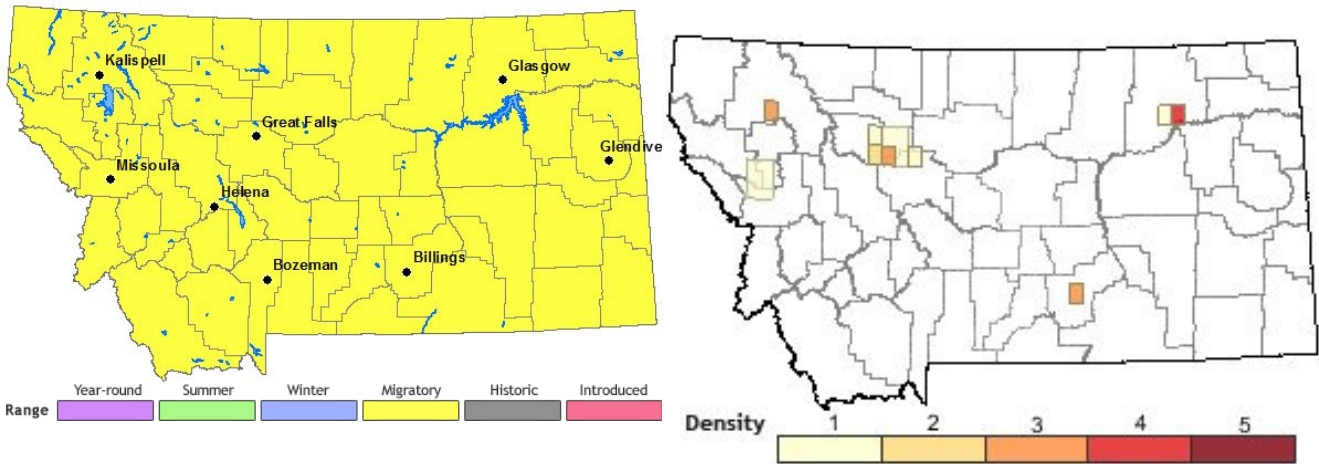 Kalispell
Glasgow
Great Falls
Glendive
Missoula
Helena
Bozeman
Billings
Year-round Summer Winter Migratory Historic Introduced
Range
Density 1 2 3 4 5